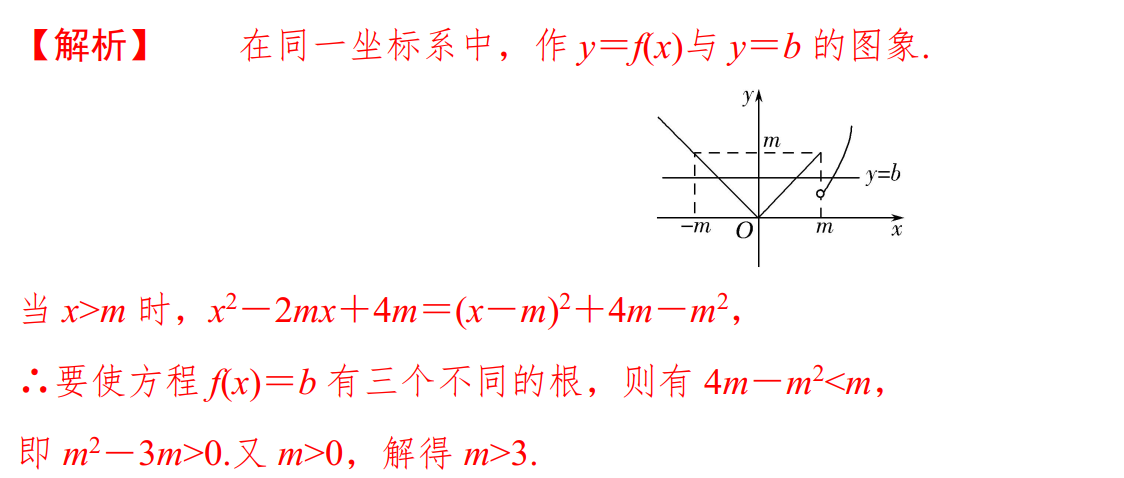 【解析】 在同一坐标系中，作 y＝f(x)与 y＝b 的图象.
y
m
y=b
−m O m x
当 x>m 时，x²－2mx＋4m＝(x－m)²＋4m－m²，
∴要使方程 f(x)＝b 有三个不同的根，则有 4m－m²<m，
即 m²－3m>0.又 m>0，解得 m>3.